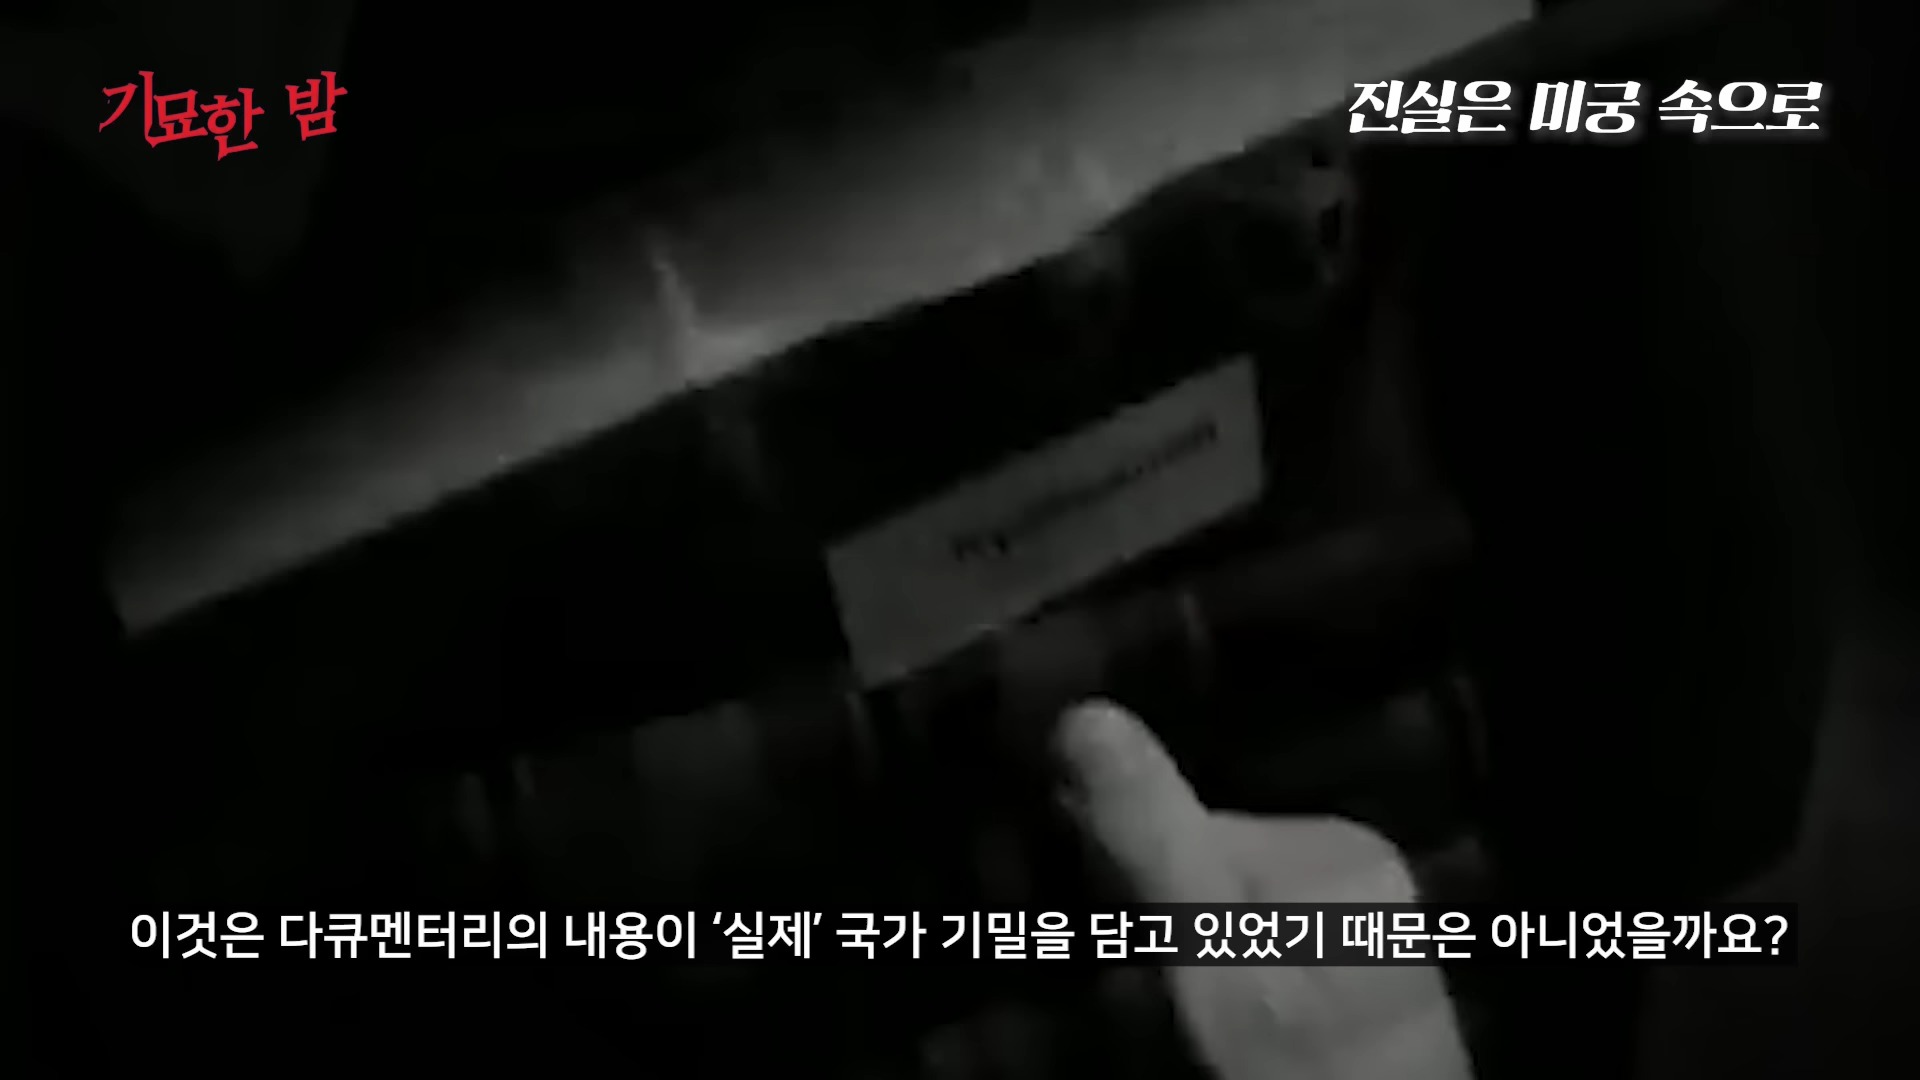 기묘한 밤
진실은 미궁 속으로
이것은 다큐멘터리의 내용이 ‘실제’ 국가 기밀을 담고 있었기 때문은 아니었을까요?